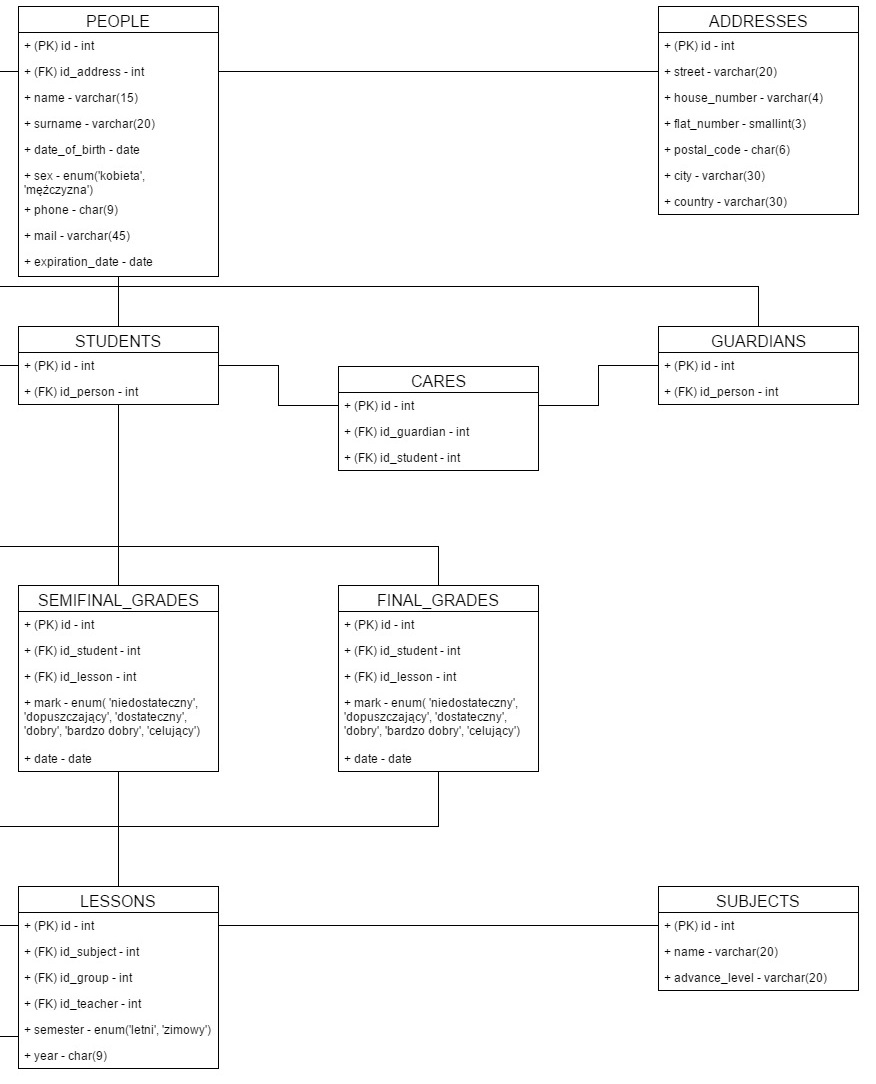 PEOPLE
+ (PK) id - int
+ (FK) id_address - int
+ name - varchar(15)
+ surname - varchar(20)
+ date_of_birth - date
+ sex - enum('kobieta',
'mężczyzna')
+ phone - char(9)
+ mail - varchar(45)
+ expiration_date - date
ADDRESSES
+ (PK) id - int
+ street - varchar(20)
+ house_number - varchar(4)
+ flat_number - smallint(3)
+ postal_code - char(6)
+ city - varchar(30)
+ country - varchar(30)
STUDENTS
+ (PK) id - int
+ (FK) id_person - int
CARES
+ (PK) id - int
+ (FK) id_guardian - int
+ (FK) id_student - int
GUARDIANS
+ (PK) id - int
+ (FK) id_person - int
SEMIFINAL_GRADES
+ (PK) id - int
+ (FK) id_student - int
+ (FK) id_lesson - int
+ mark - enum( 'niedostateczny',
'dopuszczający', 'dostateczny',
'dobry', 'bardzo dobry', 'celujący')
+ date - date
FINAL_GRADES
+ (PK) id - int
+ (FK) id_student - int
+ (FK) id_lesson - int
+ mark - enum( 'niedostateczny',
'dopuszczający', 'dostateczny',
'dobry', 'bardzo dobry', 'celujący')
+ date - date
LESSONS
+ (PK) id - int
+ (FK) id_subject - int
+ (FK) id_group - int
+ (FK) id_teacher - int
+ semester - enum('letni', 'zimowy')
+ year - char(9)
SUBJECTS
+ (PK) id - int
+ name - varchar(20)
+ advance_level - varchar(20)